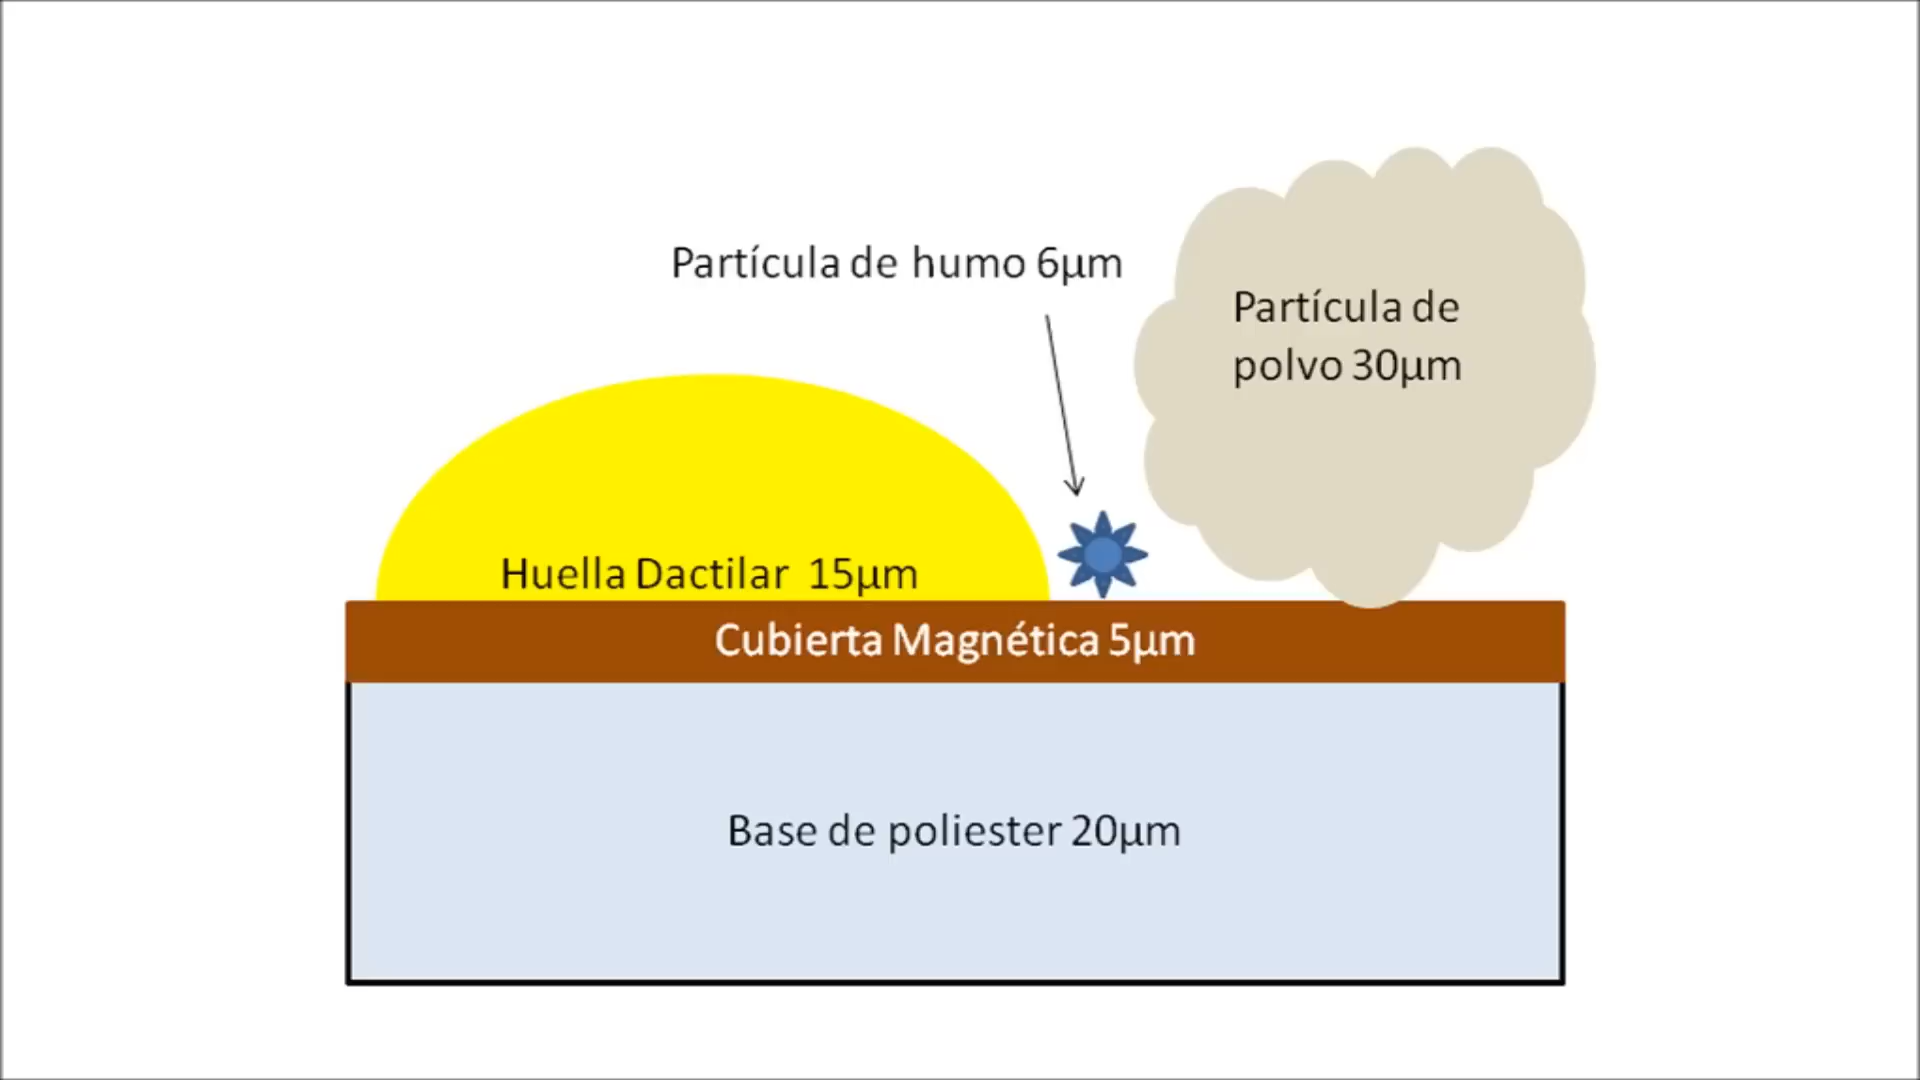 Partícula de humo 6µm
Partícula de
polvo 30µm
Huella Dactilar 15µm
Cubierta Magnética 5µm
Base de poliester 20µm